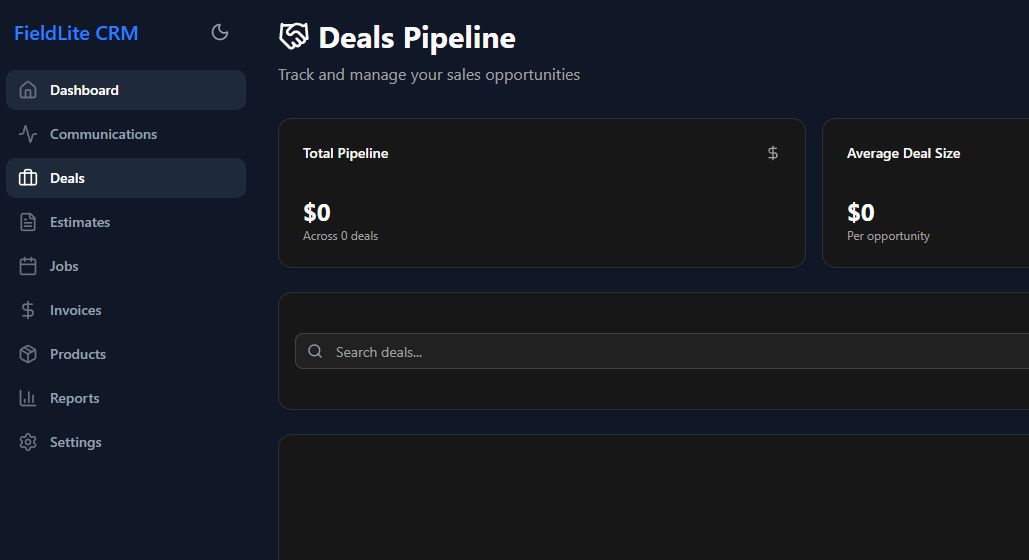 FieldLite CRM
Dashboard
Communications
Deals
Estimates
Jobs
Invoices
Products
Reports
Settings
Deals Pipeline
Track and manage your sales opportunities
Total Pipeline
$0
Across 0 deals
Average Deal Size
$0
Per opportunity
Search deals...